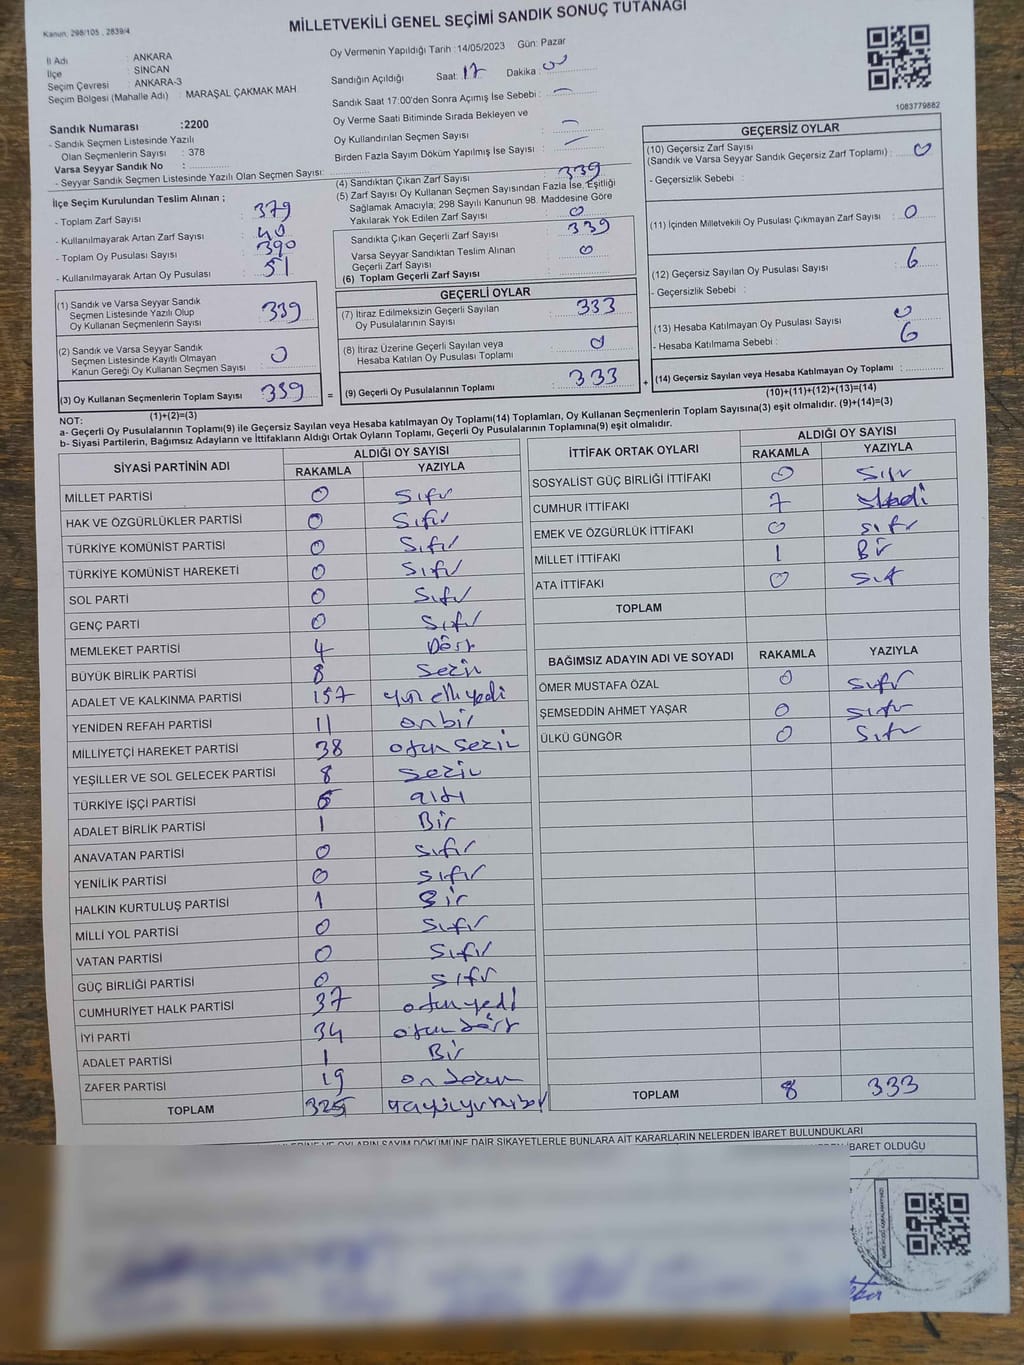 MİLLETVEKİLİ GENEL SEÇİMİ SANDIK SONUÇ TUTANAĞI
Kanun, 298/105 , 2839/4
İl Adı : ANKARA
İlçe : SİNCAN
Seçim Çevresi : ANKARA-3
Seçim Bölgesi (Mahalle Adı) : MARAŞAL ÇAKMAK MAH.
Oy Vermenin Yapıldığı Tarih :14/05/2023 Gün: Pazar
Sandığın Açıldığı Saat: 17 Dakika :
Sandık Saat 17:00'den Sonra Açımış İse Sebebi : —
Oy Verme Saati Bitiminde Sırada Bekleyen ve
Oy Kullandırılan Seçmen Sayısı : —
Birden Fazla Sayım Döküm Yapılmış İse Sayısı : —
1083779882
Sandık Numarası :2200
- Sandık Seçmen Listesinde Yazılı
Olan Seçmenlerin Sayısı : 378
Varsa Seyyar Sandık No :
- Seyyar Sandık Seçmen Listesinde Yazılı Olan Seçmen Sayısı:
İlçe Seçim Kurulundan Teslim Alınan ;
- Toplam Zarf Sayısı : 379
- Kullanılmayarak Artan Zarf Sayısı : 40
- Toplam Oy Pusulası Sayısı : 390
- Kullanılmayarak Artan Oy Pusulası : 51
(4) Sandıktan Çıkan Zarf Sayısı : 339
(5) Zarf Sayısı Oy Kullanan Seçmen Sayısından Fazla İse, Eşitliği
Sağlamak Amacıyla, 298 Sayılı Kanunun 98. Maddesine Göre
Yakılarak Yok Edilen Zarf Sayısı : 0
Sandıkta Çıkan Geçerli Zarf Sayısı : 339
Varsa Seyyar Sandıktan Teslim Alınan
Geçerli Zarf Sayısı : 0
(6) Toplam Geçerli Zarf Sayısı :
GEÇERSİZ OYLAR
(10) Geçersiz Zarf Sayısı
(Sandık ve Varsa Seyyar Sandık Geçersiz Zarf Toplamı) : 0
- Geçersizlik Sebebi :
(11) İçinden Milletvekili Oy Pusulası Çıkmayan Zarf Sayısı : 0
(12) Geçersiz Sayılan Oy Pusulası Sayısı : 6
- Geçersizlik Sebebi :
(13) Hesaba Katılmayan Oy Pusulası Sayısı : 0
- Hesaba Katılmama Sebebi : 6
(14) Geçersiz Sayılan veya Hesaba Katılmayan Oy Toplamı :
(10)+(11)+(12)+(13)=(14)
(1) Sandık ve Varsa Seyyar Sandık
Seçmen Listesinde Yazılı Olup
Oy Kullanan Seçmenlerin Sayısı : 339
(2) Sandık ve Varsa Seyyar Sandık
Seçmen Listesinde Kayıtlı Olmayan
Kanun Gereği Oy Kullanan Seçmen Sayısı : 0
(3) Oy Kullanan Seçmenlerin Toplam Sayısı : 339
(1)+(2)=(3)
GEÇERLİ OYLAR
(7) İtiraz Edilmeksizin Geçerli Sayılan
Oy Pusulalarının Sayısı : 333
(8) İtiraz Üzerine Geçerli Sayılan veya
Hesaba Katılan Oy Pusulası Toplamı : 0
= (9) Geçerli Oy Pusulalarının Toplamı : 333 +
NOT:
a- Geçerli Oy Pusulalarının Toplamı(9) ile Geçersiz Sayılan veya Hesaba katılmayan Oy Toplamı(14) Toplamları, Oy Kullanan Seçmenlerin Toplam Sayısına(3) eşit olmalıdır. (9)+(14)=(3)
b- Siyasi Partilerin, Bağımsız Adayların ve İttifakların Aldığı Ortak Oyların Toplamı, Geçerli Oy Pusulalarının Toplamına(9) eşit olmalıdır.
SİYASİ PARTİNİN ADI ALDIĞI OY SAYISI
RAKAMLA YAZIYLA
MİLLET PARTİSİ 0 Sıfır
HAK VE ÖZGÜRLÜKLER PARTİSİ 0 Sıfır
TÜRKİYE KOMÜNİST PARTİSİ 0 Sıfır
TÜRKİYE KOMÜNİST HAREKETİ 0 Sıfır
SOL PARTİ 0 Sıfır
GENÇ PARTİ 0 Sıfır
MEMLEKET PARTİSİ 4 Dört
BÜYÜK BİRLİK PARTİSİ 8 Sekiz
ADALET VE KALKINMA PARTİSİ 157 yüz elli yedi
YENİDEN REFAH PARTİSİ 11 on bir
MİLLİYETÇİ HAREKET PARTİSİ 38 otuz sekiz
YEŞİLLER VE SOL GELECEK PARTİSİ 8 sekiz
TÜRKİYE İŞÇİ PARTİSİ 6 altı
ADALET BİRLİK PARTİSİ 1 Bir
ANAVATAN PARTİSİ 0 sıfır
YENİLİK PARTİSİ 0 sıfır
HALKIN KURTULUŞ PARTİSİ 1 Bir
MİLLİ YOL PARTİSİ 0 Sıfır
VATAN PARTİSİ 0 Sıfır
GÜÇ BİRLİĞİ PARTİSİ 0 sıfır
CUMHURİYET HALK PARTİSİ 37 otuz yedi
İYİ PARTİ 34 otuz dört
ADALET PARTİSİ 1 Bir
ZAFER PARTİSİ 19 on dokuz
TOPLAM 325
İTTİFAK ORTAK OYLARI ALDIĞI OY SAYISI
RAKAMLA YAZIYLA
SOSYALİST GÜÇ BİRLİĞİ İTTİFAKI 0 Sıfır
CUMHUR İTTİFAKI 7 Yedi
EMEK VE ÖZGÜRLÜK İTTİFAKI 0 sıfır
MİLLET İTTİFAKI 1 Bir
ATA İTTİFAKI 0 sıfır
TOPLAM
BAĞIMSIZ ADAYIN ADI VE SOYADI RAKAMLA YAZIYLA
ÖMER MUSTAFA ÖZAL 0 sıfır
ŞEMSEDDİN AHMET YAŞAR 0 sıfır
ÜLKÜ GÜNGÖR 0 Sıfır
TOPLAM 8 333
OYLARIN SAYIM DÖKÜMÜNE DAİR ŞİKAYETLERLE BUNLARA AİT KARARLARIN NELERDEN İBARET BULUNDUKLARI
İBARET OLDUĞU